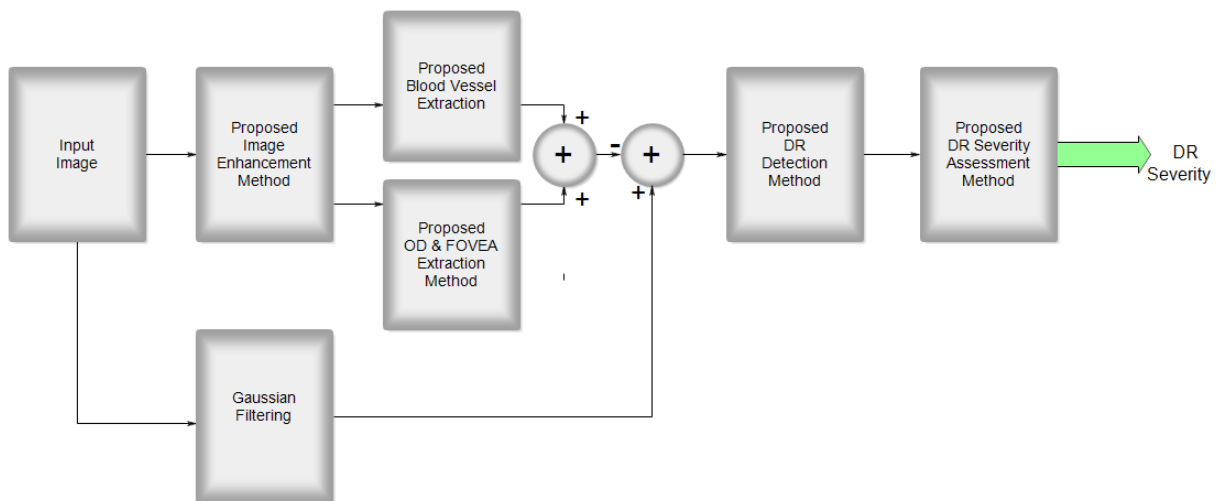 Input
Image
Proposed
Image
Enhancement
Method
Proposed
Blood Vessel
Extraction
Proposed
OD & FOVEA
Extraction
Method
+
+
+
-
+
+
Proposed
DR
Detection
Method
Proposed
DR Severity
Assessment
Method
DR
Severity
Gaussian
Filtering